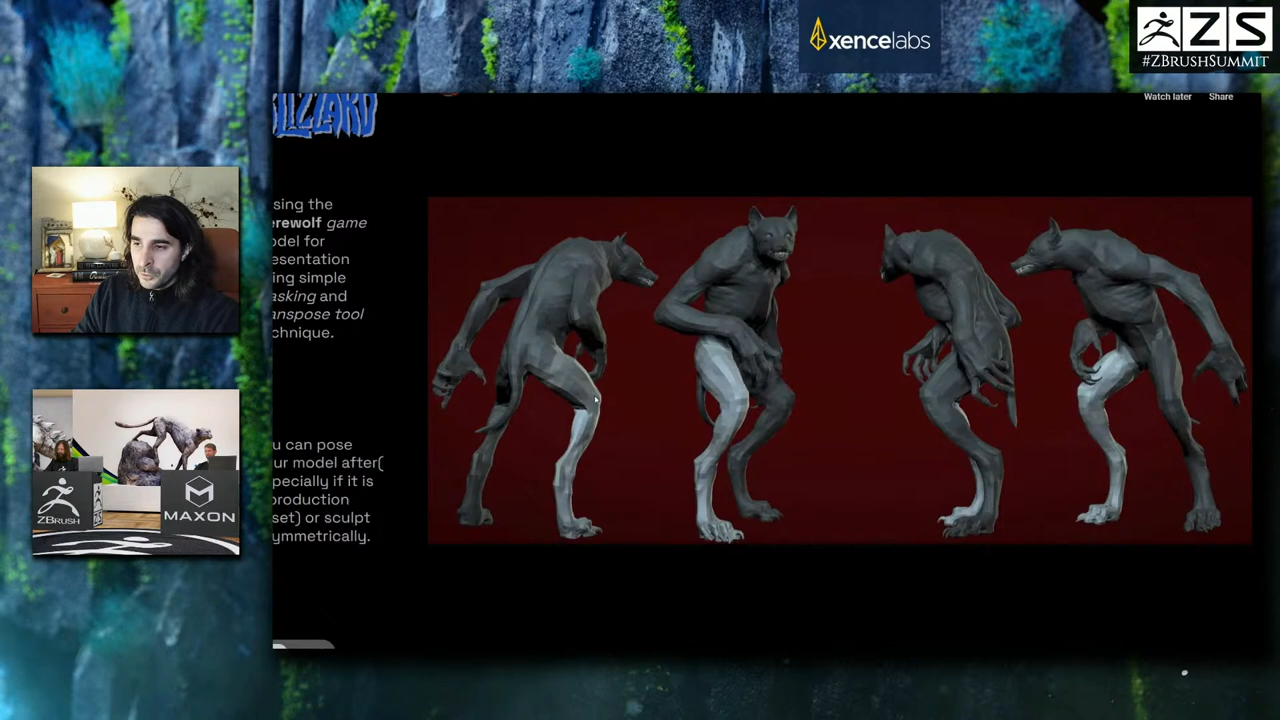 xencelabs
ZS
#ZBrushSummit
Watch later Share
LIZZARD
sing the
erewolf game
odel for
esentation
ing simple
asking and
anspose tool
chnique.
u can pose
ur model after(
pecially if it is
production
set) or sculpt
ymmetrically.
ZBRUSH
MAXON